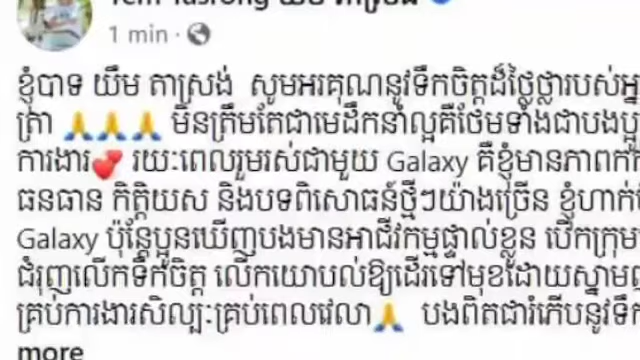 1 min ·
ខ្ញុំបាទ យឹម តាស្រង់ សូមអរគុណនូវទឹកចិត្តដ៏ថ្លៃថ្លារបស់អ្ន
ត្រា 🙏🙏🙏 មិនត្រឹមតែជាមេដឹកនាំល្អគឺថែមទាំងជាបងប្អូ
ការងារ💕 រយៈពេលរួមរស់ជាមួយ Galaxy គឺខ្ញុំមានភាពកក់
ធនធាន កិត្តិយស និងបទពិសោធន៍ថ្មីៗយ៉ាងច្រើន ខ្ញុំហាក់
Galaxy ប៉ុន្តែប្អូនឃើញបងមានអាជីវកម្មផ្ទាល់ខ្លួន បើកក្រុម
ជំរុញលើកទឹកចិត្ត លើកយោបល់ឱ្យដើរទៅមុខដោយស្នាម
គ្រប់ការងារសិល្បៈគ្រប់ពេលវេលា🙏 បងពិតជារំភើបនូវទឹក
more